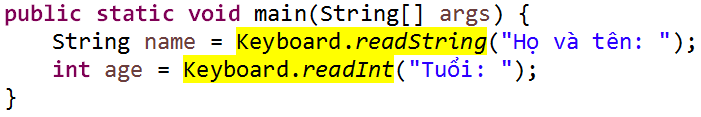 public static void main(String[] args) {
    String name = Keyboard.readString("Họ và tên: ");
    int age = Keyboard.readInt("Tuổi: ");
}